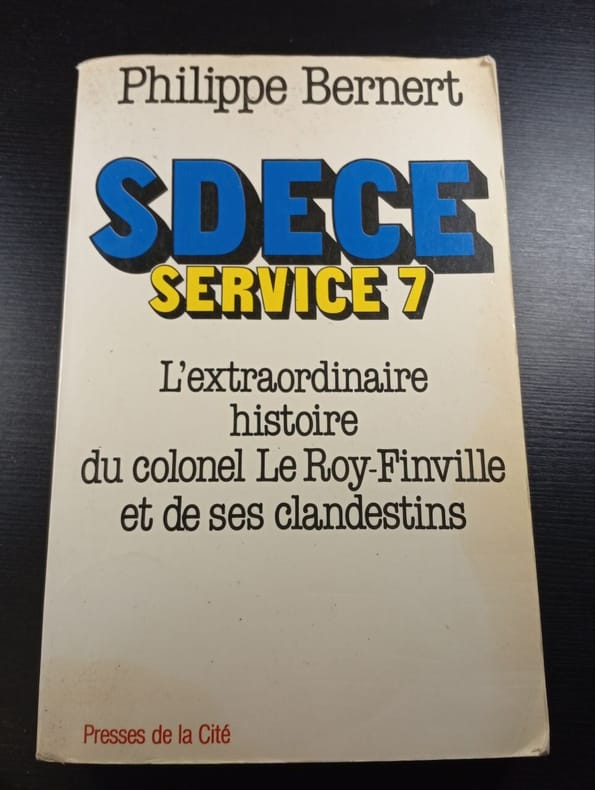 Philippe Bernert
SDECE
SERVICE 7
L'extraordinaire
histoire
du colonel Le Roy-Finville
et de ses clandestins
Presses de la Cité